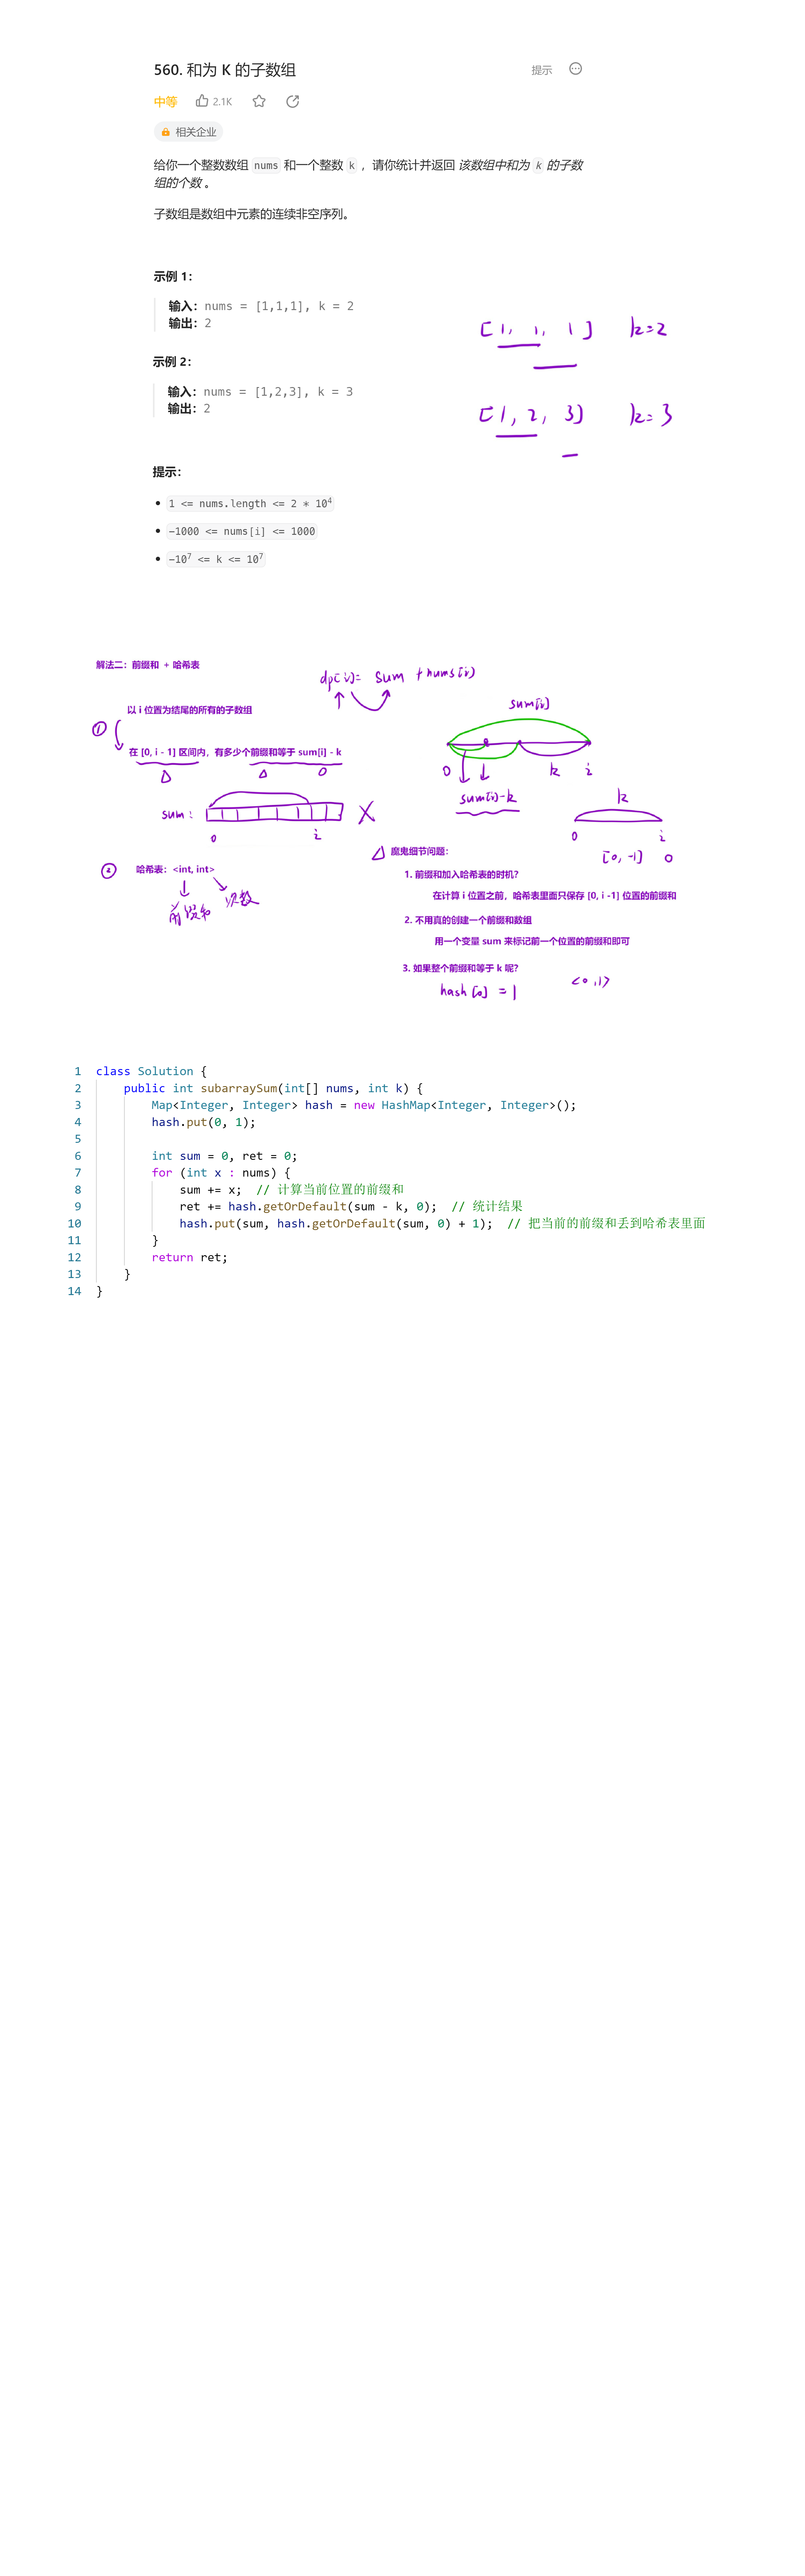 560. 和为 K 的子数组
提示
中等 2.1K
相关企业
给你一个整数数组 nums 和一个整数 k ，请你统计并返回 该数组中和为 k 的子数
组的个数 。
子数组是数组中元素的连续非空序列。
示例 1：
输入：nums = [1,1,1], k = 2
输出：2
[1, 1, 1] k=2
示例 2：
输入：nums = [1,2,3], k = 3
输出：2
[1, 2, 3] k=3
提示：
1 <= nums.length <= 2 * 10⁴
-1000 <= nums[i] <= 1000
-10⁷ <= k <= 10⁷
解法二：前缀和 + 哈希表
dp[i]= sum + nums[i]
① 以 i 位置为结尾的所有的子数组
在 [0, i - 1] 区间内，有多少个前缀和等于 sum[i] - k
sum：
0 i
② 哈希表：<int, int>
前缀和 次数
sum[i]
0 k i
sum[i]-k
k
0 i
[0, -1] 0
魔鬼细节问题：
1. 前缀和加入哈希表的时机？
在计算 i 位置之前，哈希表里面只保存 [0, i -1] 位置的前缀和
2. 不用真的创建一个前缀和数组
用一个变量 sum 来标记前一个位置的前缀和即可
3. 如果整个前缀和等于 k 呢？
hash[0] = 1 <0,1>
1 class Solution {
2 public int subarraySum(int[] nums, int k) {
3 Map<Integer, Integer> hash = new HashMap<Integer, Integer>();
4 hash.put(0, 1);
5
6 int sum = 0, ret = 0;
7 for (int x : nums) {
8 sum += x; // 计算当前位置的前缀和
9 ret += hash.getOrDefault(sum - k, 0); // 统计结果
10 hash.put(sum, hash.getOrDefault(sum, 0) + 1); // 把当前的前缀和丢到哈希表里面
11 }
12 return ret;
13 }
14 }